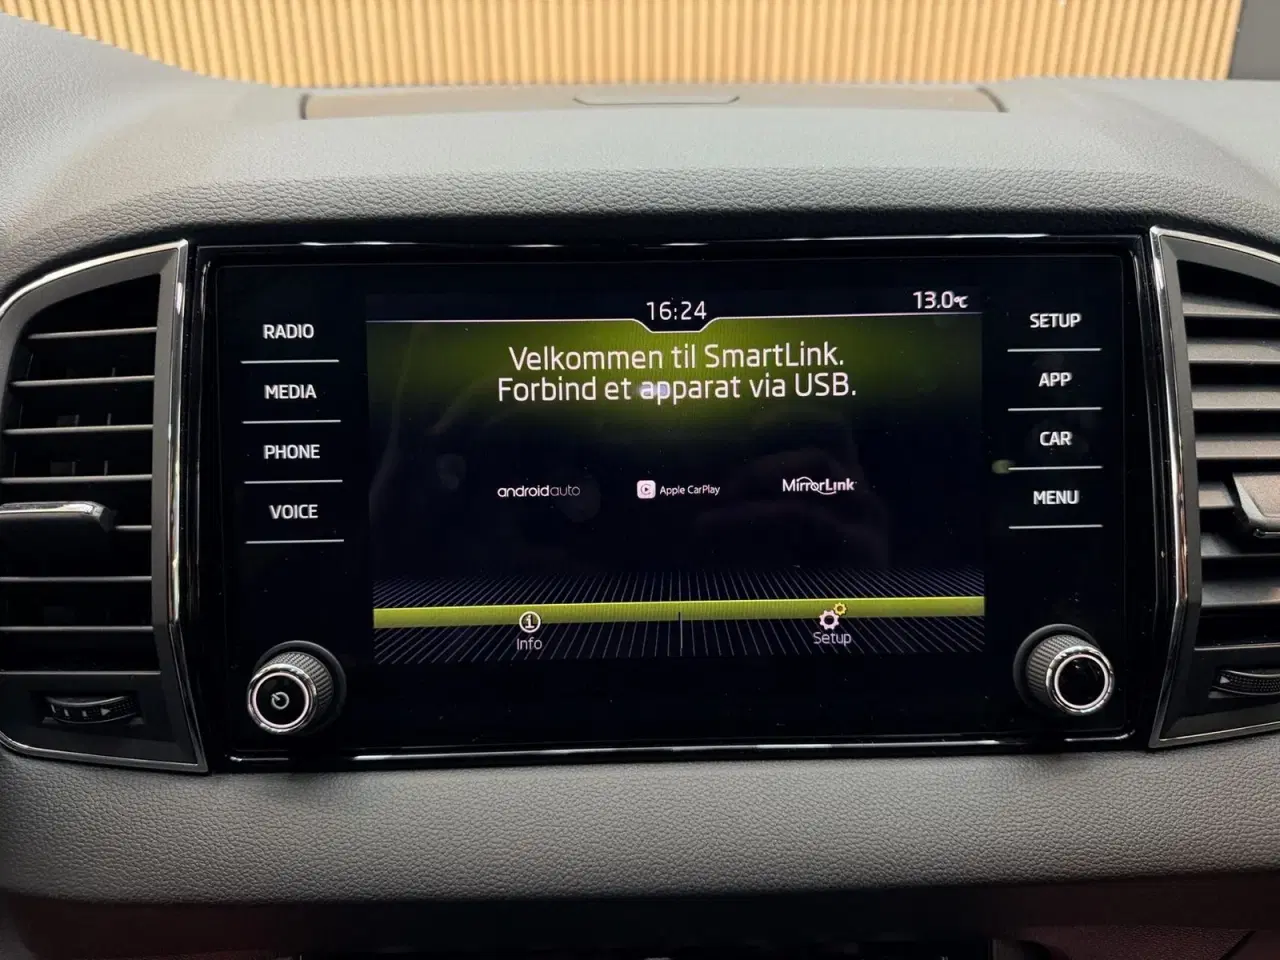 16:24
13.0°C
RADIO
MEDIA
PHONE
VOICE
Velkommen til SmartLink.
Forbind et apparat via USB.
androidauto
Apple CarPlay
MirrorLink
Info
Setup
SETUP
APP
CAR
MENU